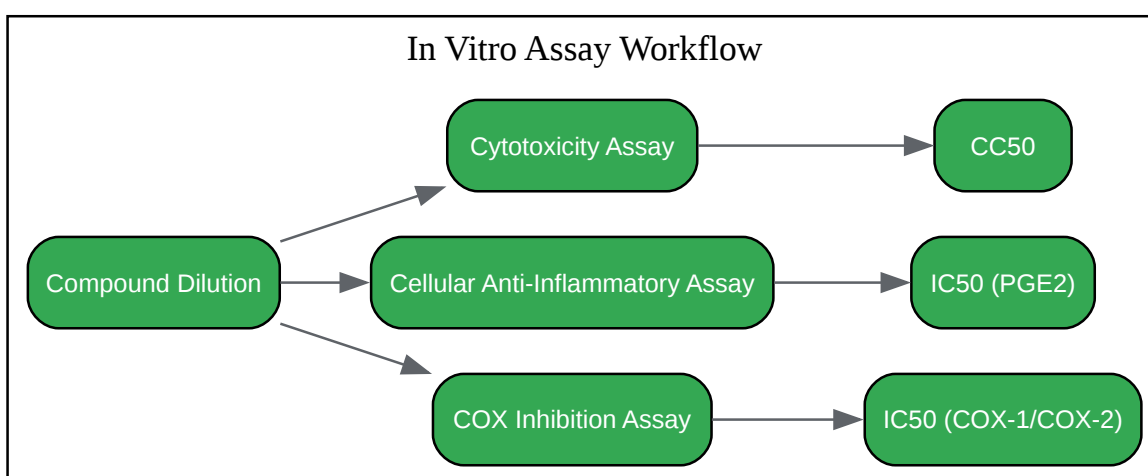 In Vitro Assay Workflow
Cytotoxicity Assay
CC50
Compound Dilution
Cellular Anti-Inflammatory Assay
IC50 (PGE2)
COX Inhibition Assay
IC50 (COX-1/COX-2)